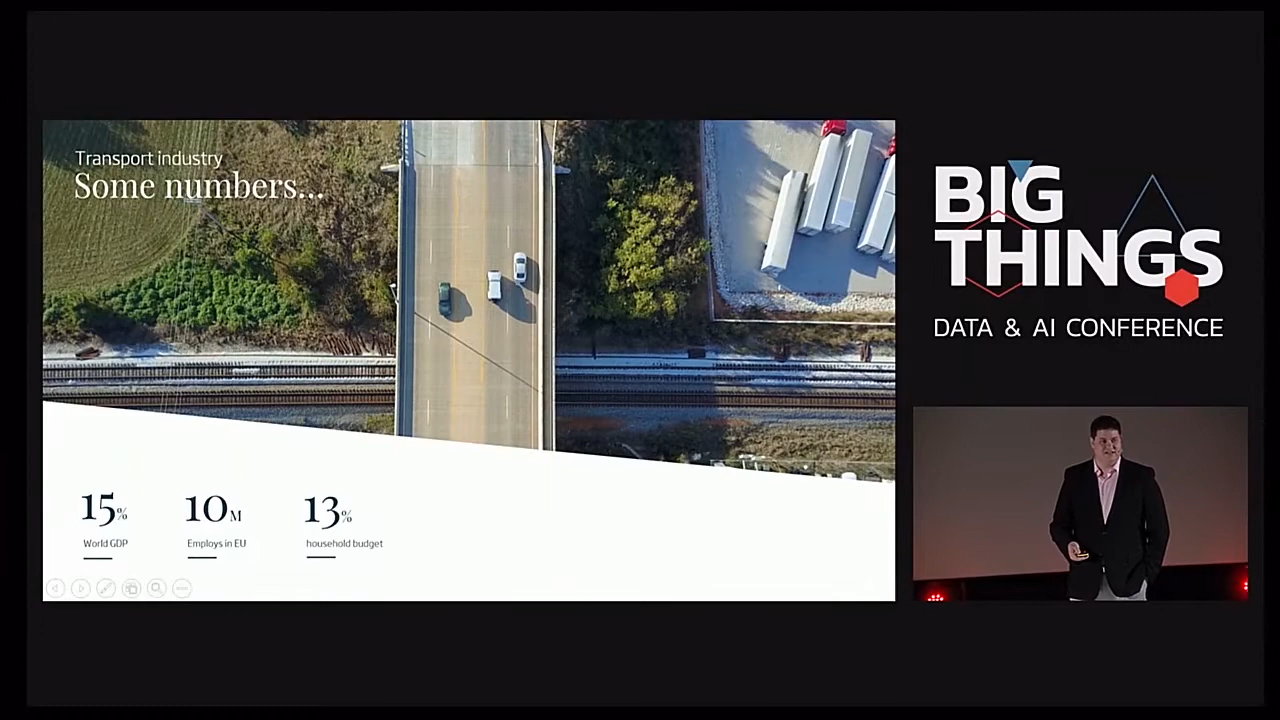 Transport industry
Some numbers...
15%
World GDP
10M
Employs in EU
13%
household budget
BIG
THINGS
DATA & AI CONFERENCE